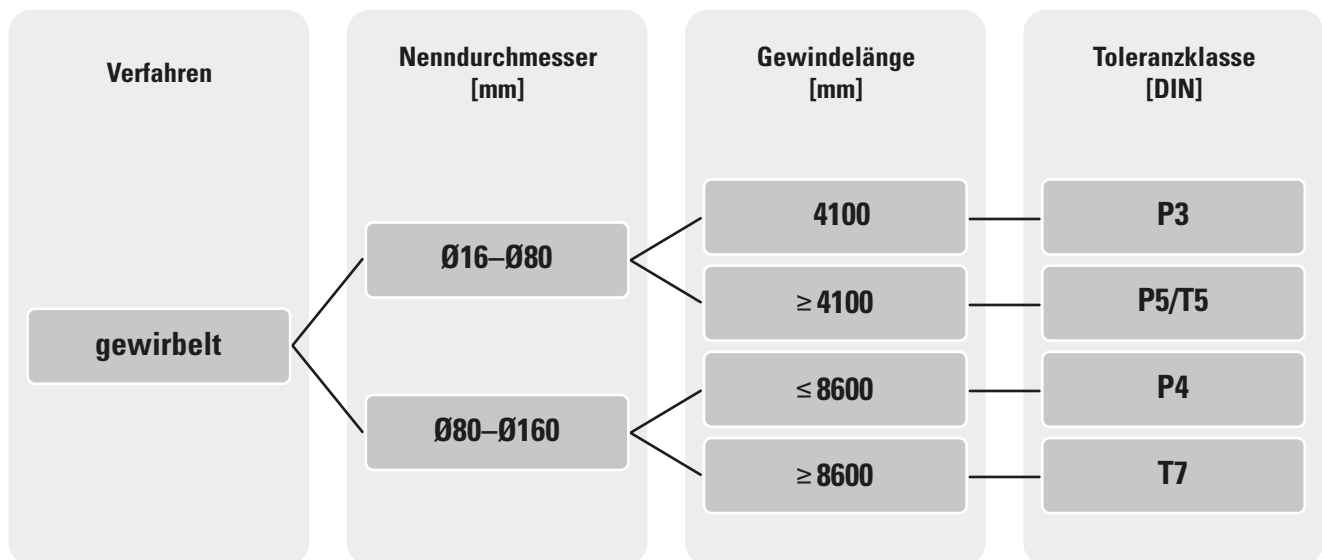 Verfahren
Nenndurchmesser
[mm]
Gewindelänge
[mm]
Toleranzklasse
[DIN]
gewirbelt
Ø16–Ø80
4100
P3
≥ 4100
P5/T5
Ø80–Ø160
≤ 8600
P4
≥ 8600
T7